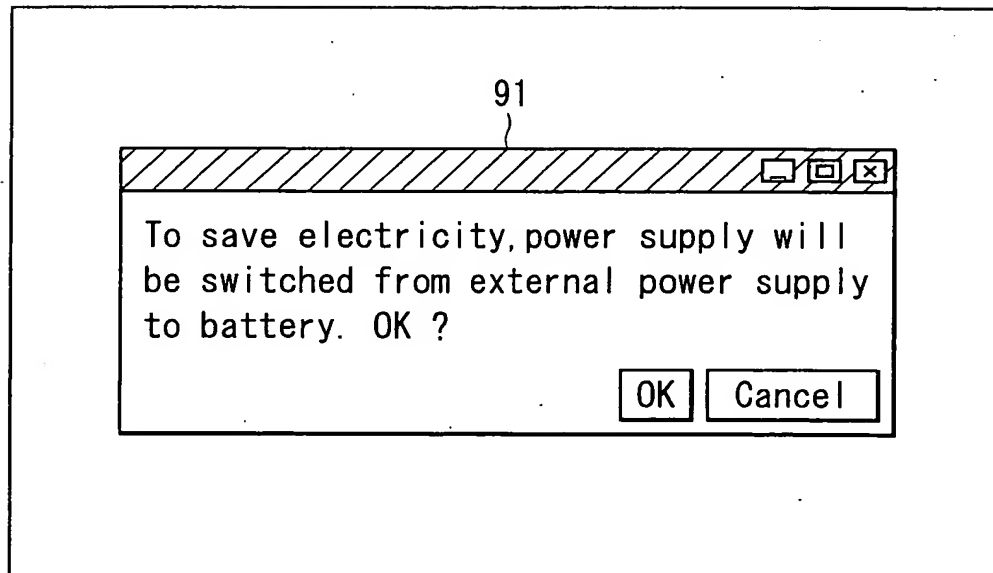 91
To save electricity, power supply will
be switched from external power supply
to battery. OK ?
OK Cancel